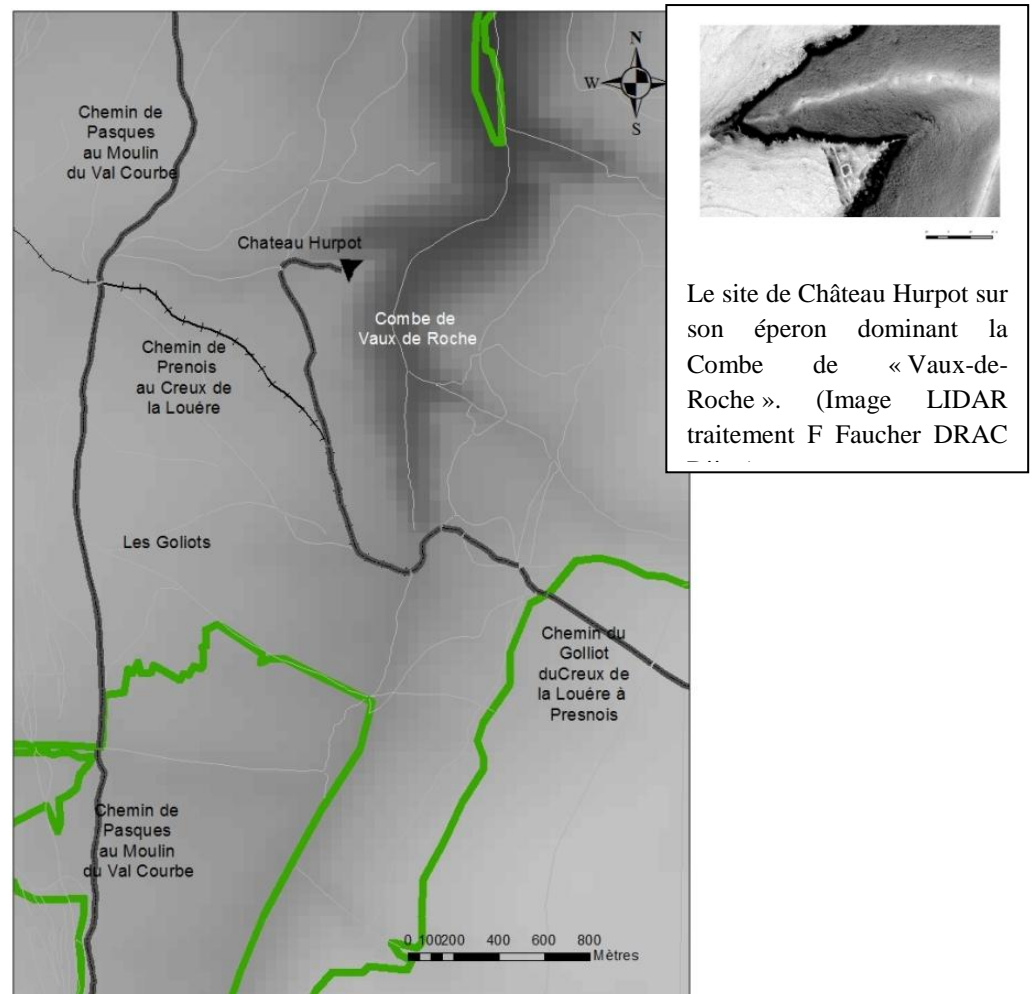 N
W
S
Chemin de
Pasques
au Moulin
du Val Courbe
Chateau Hurpot
Combe de
Vaux de Roche
Chemin de
Prenois
au Creux de
la Louére
Les Goliots
Chemin du
Golliot
duCreux de
la Louére à
Presnois
Chemin de
Pasques
au Moulin
du Val Courbe
0 100200 400 600 800
Mètres
Le site de Château Hurpot sur
son éperon dominant la
Combe de « Vaux-de-
Roche ». (Image LIDAR
traitement F Faucher DRAC